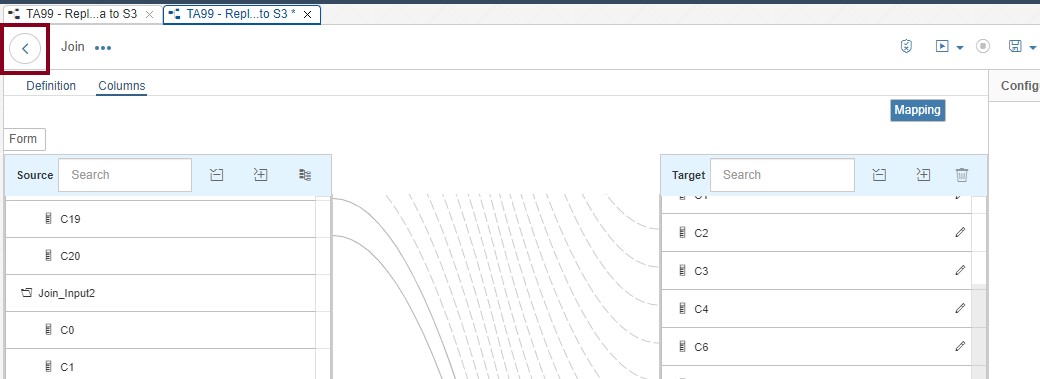 TA99 - Repl...a to S3
TA99 - Repl...to S3 *
Join
Definition
Columns
Mapping
Form
Source
Search
C19
C20
Join_Input2
C0
C1
Target
Search
C2
C3
C4
C6